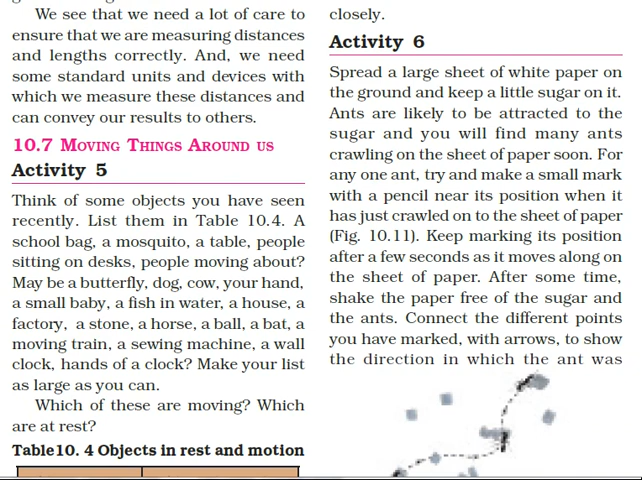 We see that we need a lot of care to
ensure that we are measuring distances
and lengths correctly. And, we need
some standard units and devices with
which we measure these distances and
can convey our results to others.
10.7 MOVING THINGS AROUND US
Activity 5
Think of some objects you have seen
recently. List them in Table 10.4. A
school bag, a mosquito, a table, people
sitting on desks, people moving about?
May be a butterfly, dog, cow, your hand,
a small baby, a fish in water, a house, a
factory, a stone, a horse, a ball, a bat, a
moving train, a sewing machine, a wall
clock, hands of a clock? Make your list
as large as you can.
Which of these are moving? Which
are at rest?
Table10. 4 Objects in rest and motion
closely.
Activity 6
Spread a large sheet of white paper on
the ground and keep a little sugar on it.
Ants are likely to be attracted to the
sugar and you will find many ants
crawling on the sheet of paper soon. For
any one ant, try and make a small mark
with a pencil near its position when it
has just crawled on to the sheet of paper
(Fig. 10.11). Keep marking its position
after a few seconds as it moves along on
the sheet of paper. After some time,
shake the paper free of the sugar and
the ants. Connect the different points
you have marked, with arrows, to show
the direction in which the ant was